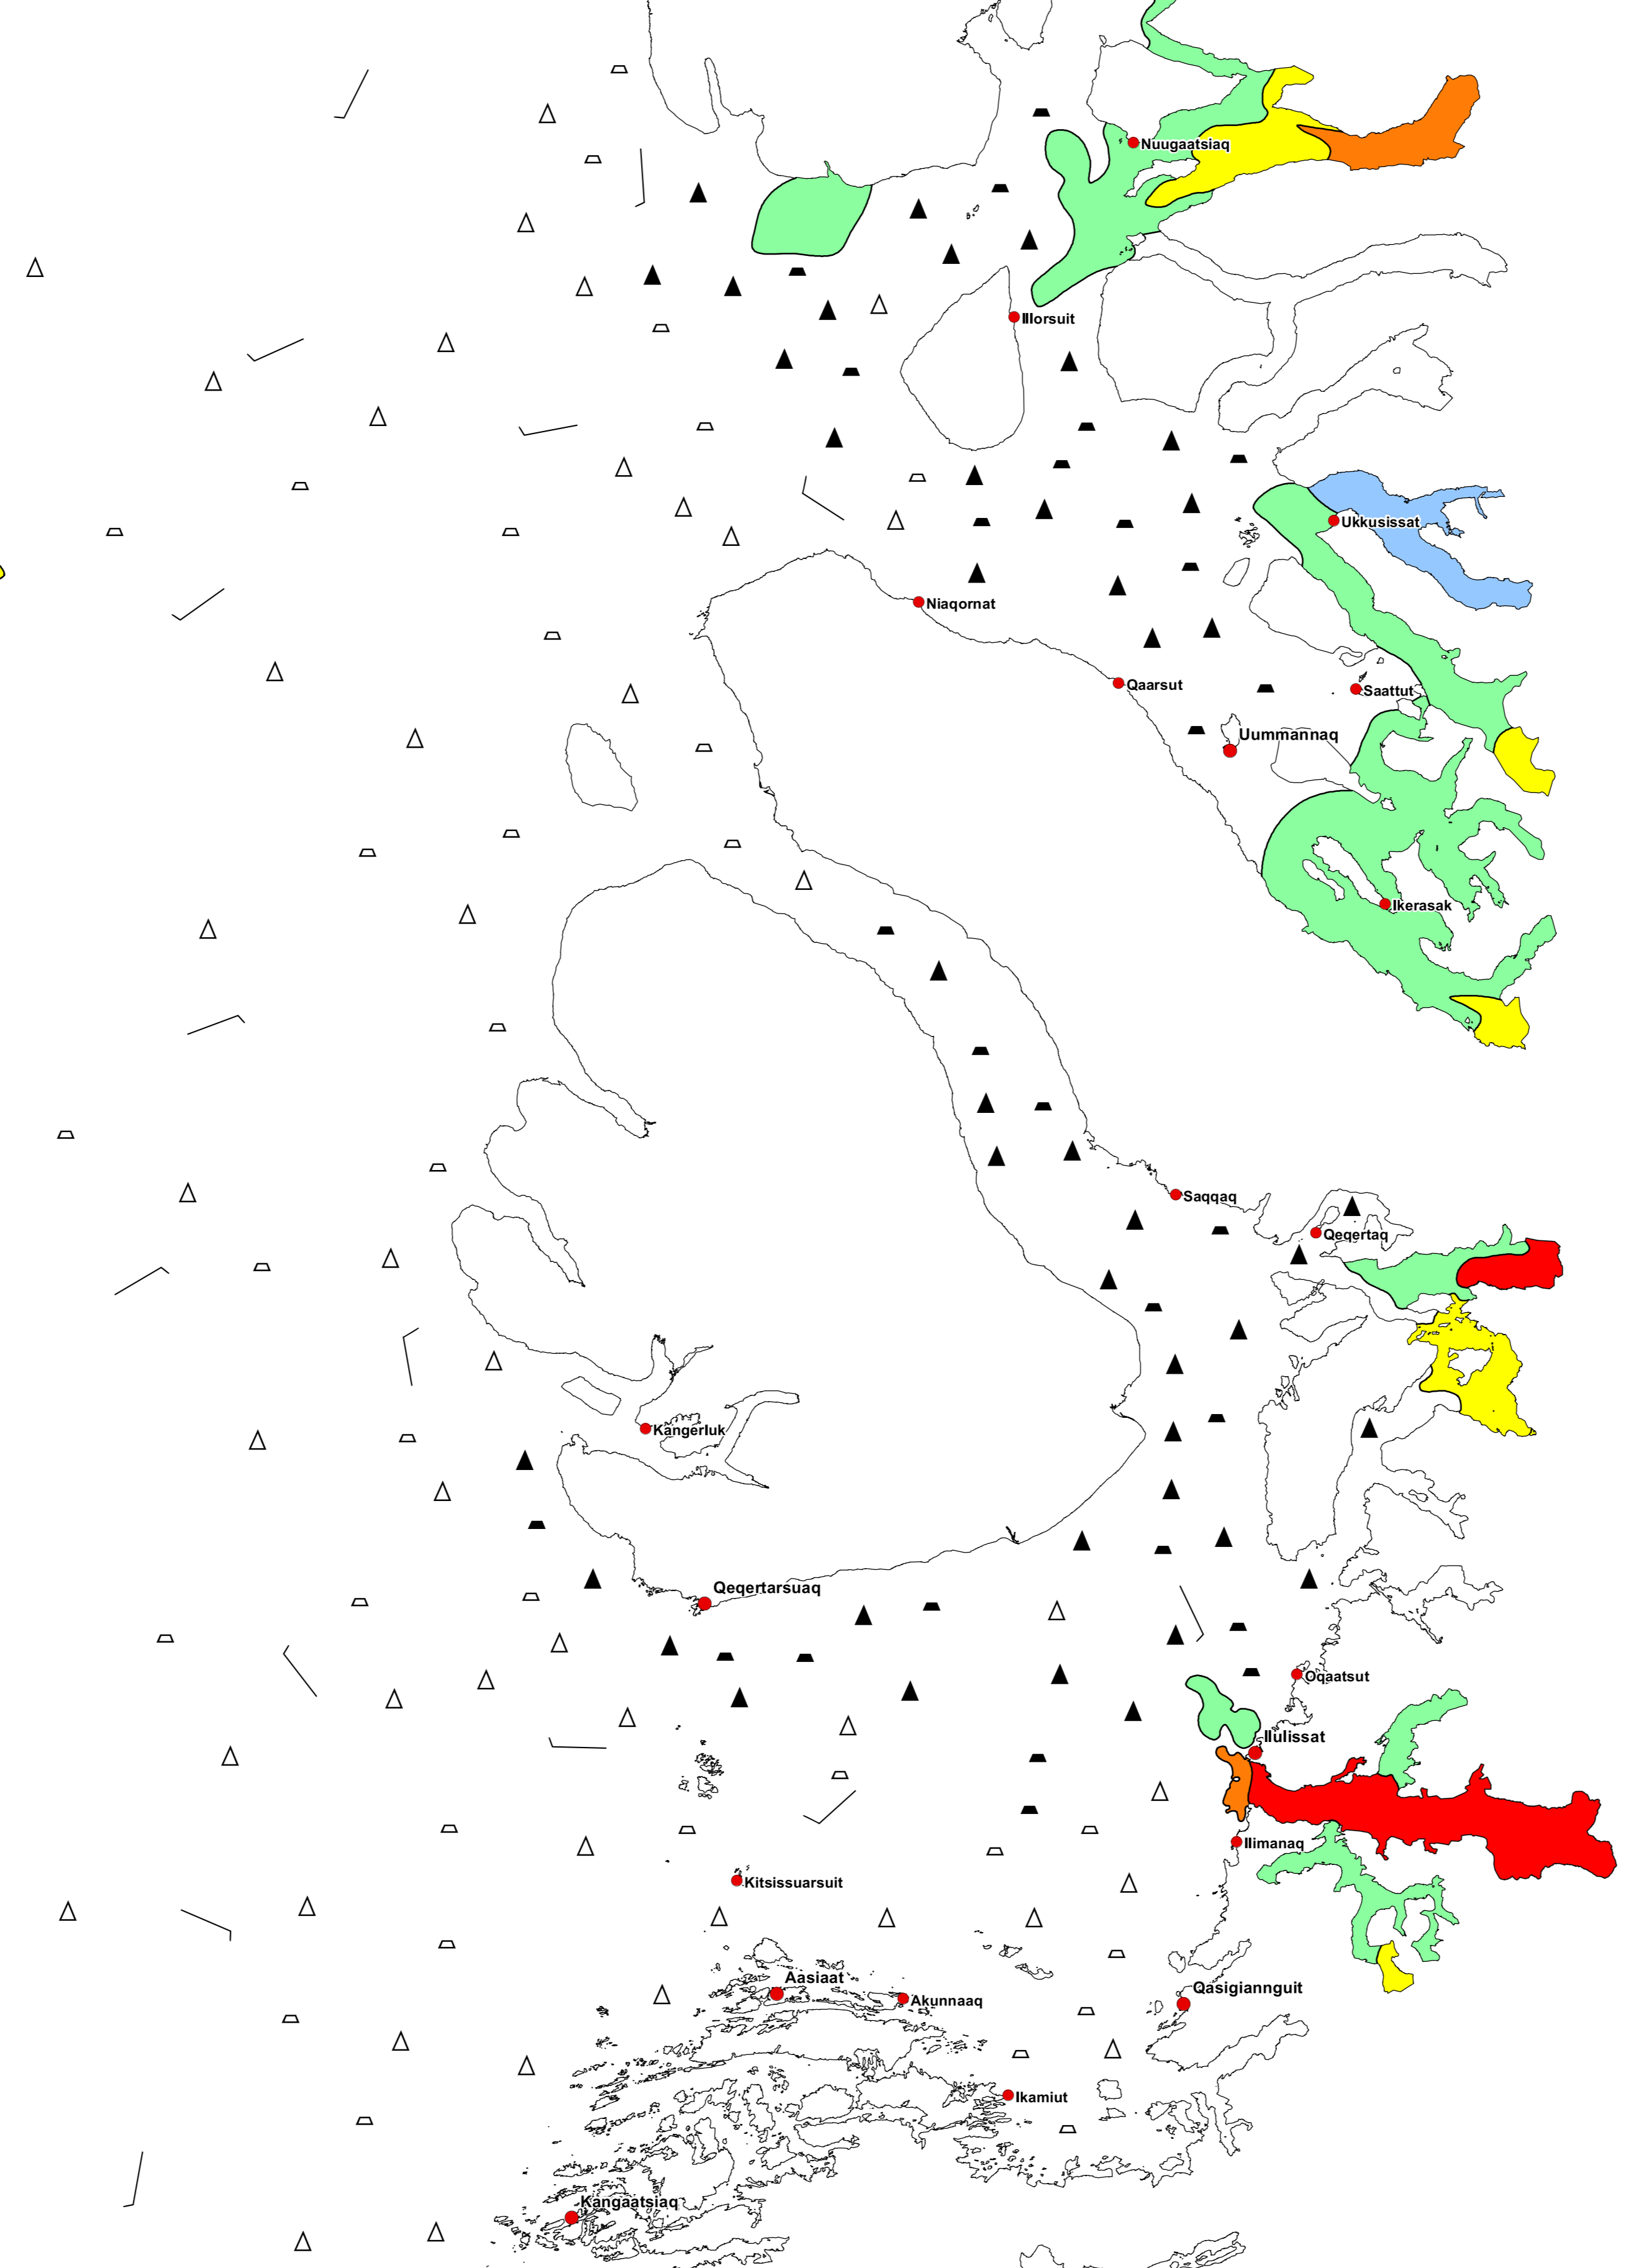 Nuugaatsiaq
Illorsuit
Ukkusissat
Niaqornat
Qaarsut
Saattut
Uummannaq
Ikerasak
Saqqaq
Qeqertaq
Kangerluk
Qeqertarsuaq
Oqaatsut
Ilulissat
Ilimanaq
Kitsissuarsuit
Aasiaat
Qasigiannguit
Akunnaaq
Ikamiut
Kangaatsiaq